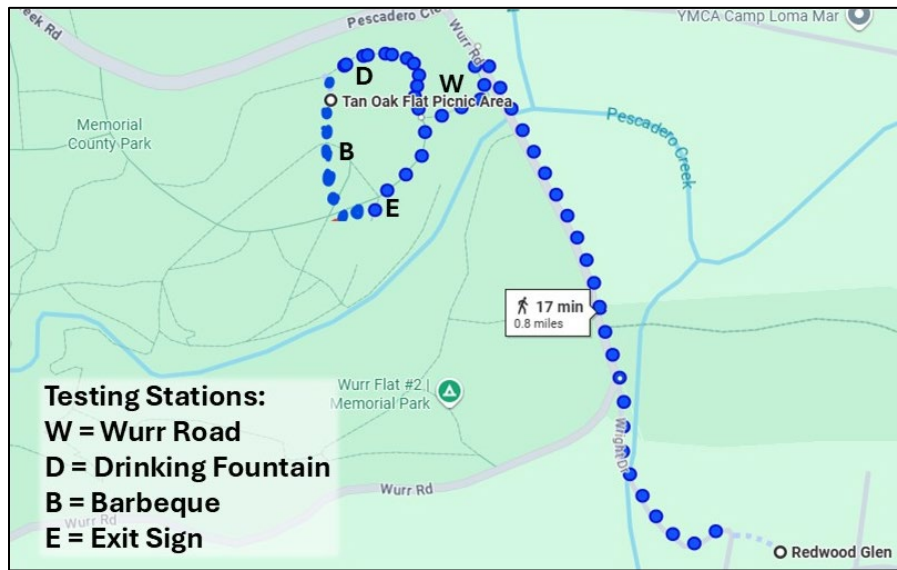 eek Rd
Pescadero Cre
Wurr Rd
YMCA Camp Loma Mar
D
W
Tan Oak Flat Picnic Area
Memorial
County Park
Pescadero Creek
B
E
17 min
0.8 miles
Wurr Flat #2 |
Memorial Park
Testing Stations:
W = Wurr Road
D = Drinking Fountain
B = Barbeque
E = Exit Sign
Wright Dr
Wurr Rd
Wurr Rd
Redwood Glen